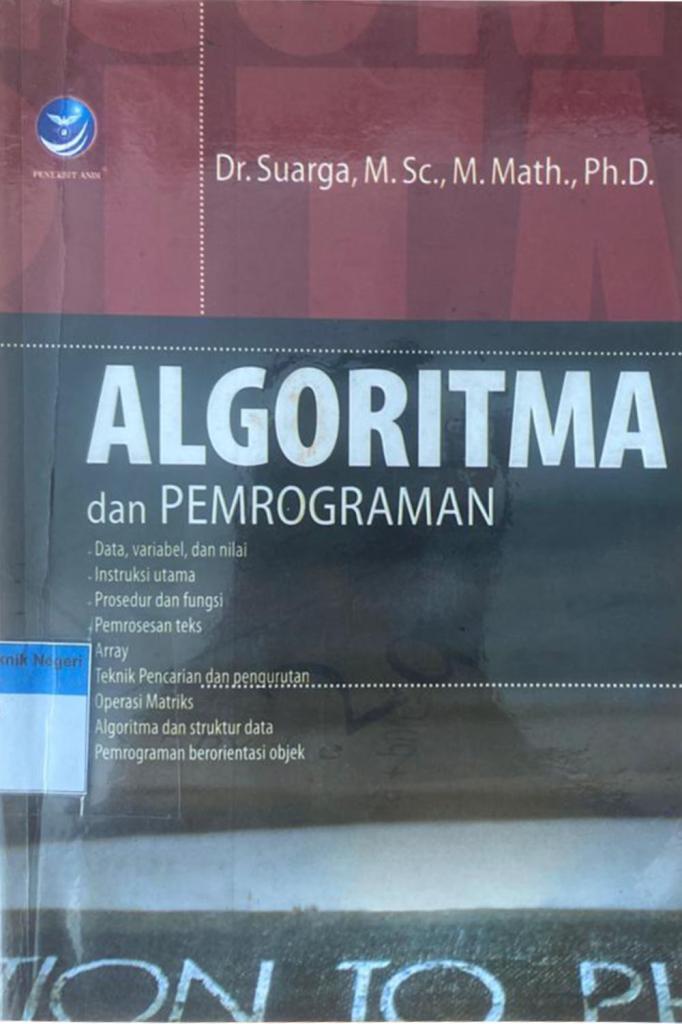 PENERBIT ANDI
Dr. Suarga, M. Sc., M. Math., Ph.D.
ALGORITMA
dan PEMROGRAMAN
- Data, variabel, dan nilai
- Instruksi utama
- Prosedur dan fungsi
- Pemrosesan teks
Array
Teknik Pencarian dan pengurutan
Operasi Matriks
Algoritma dan struktur data
Pemrograman berorientasi objek
knik Negeri
TION TO PH